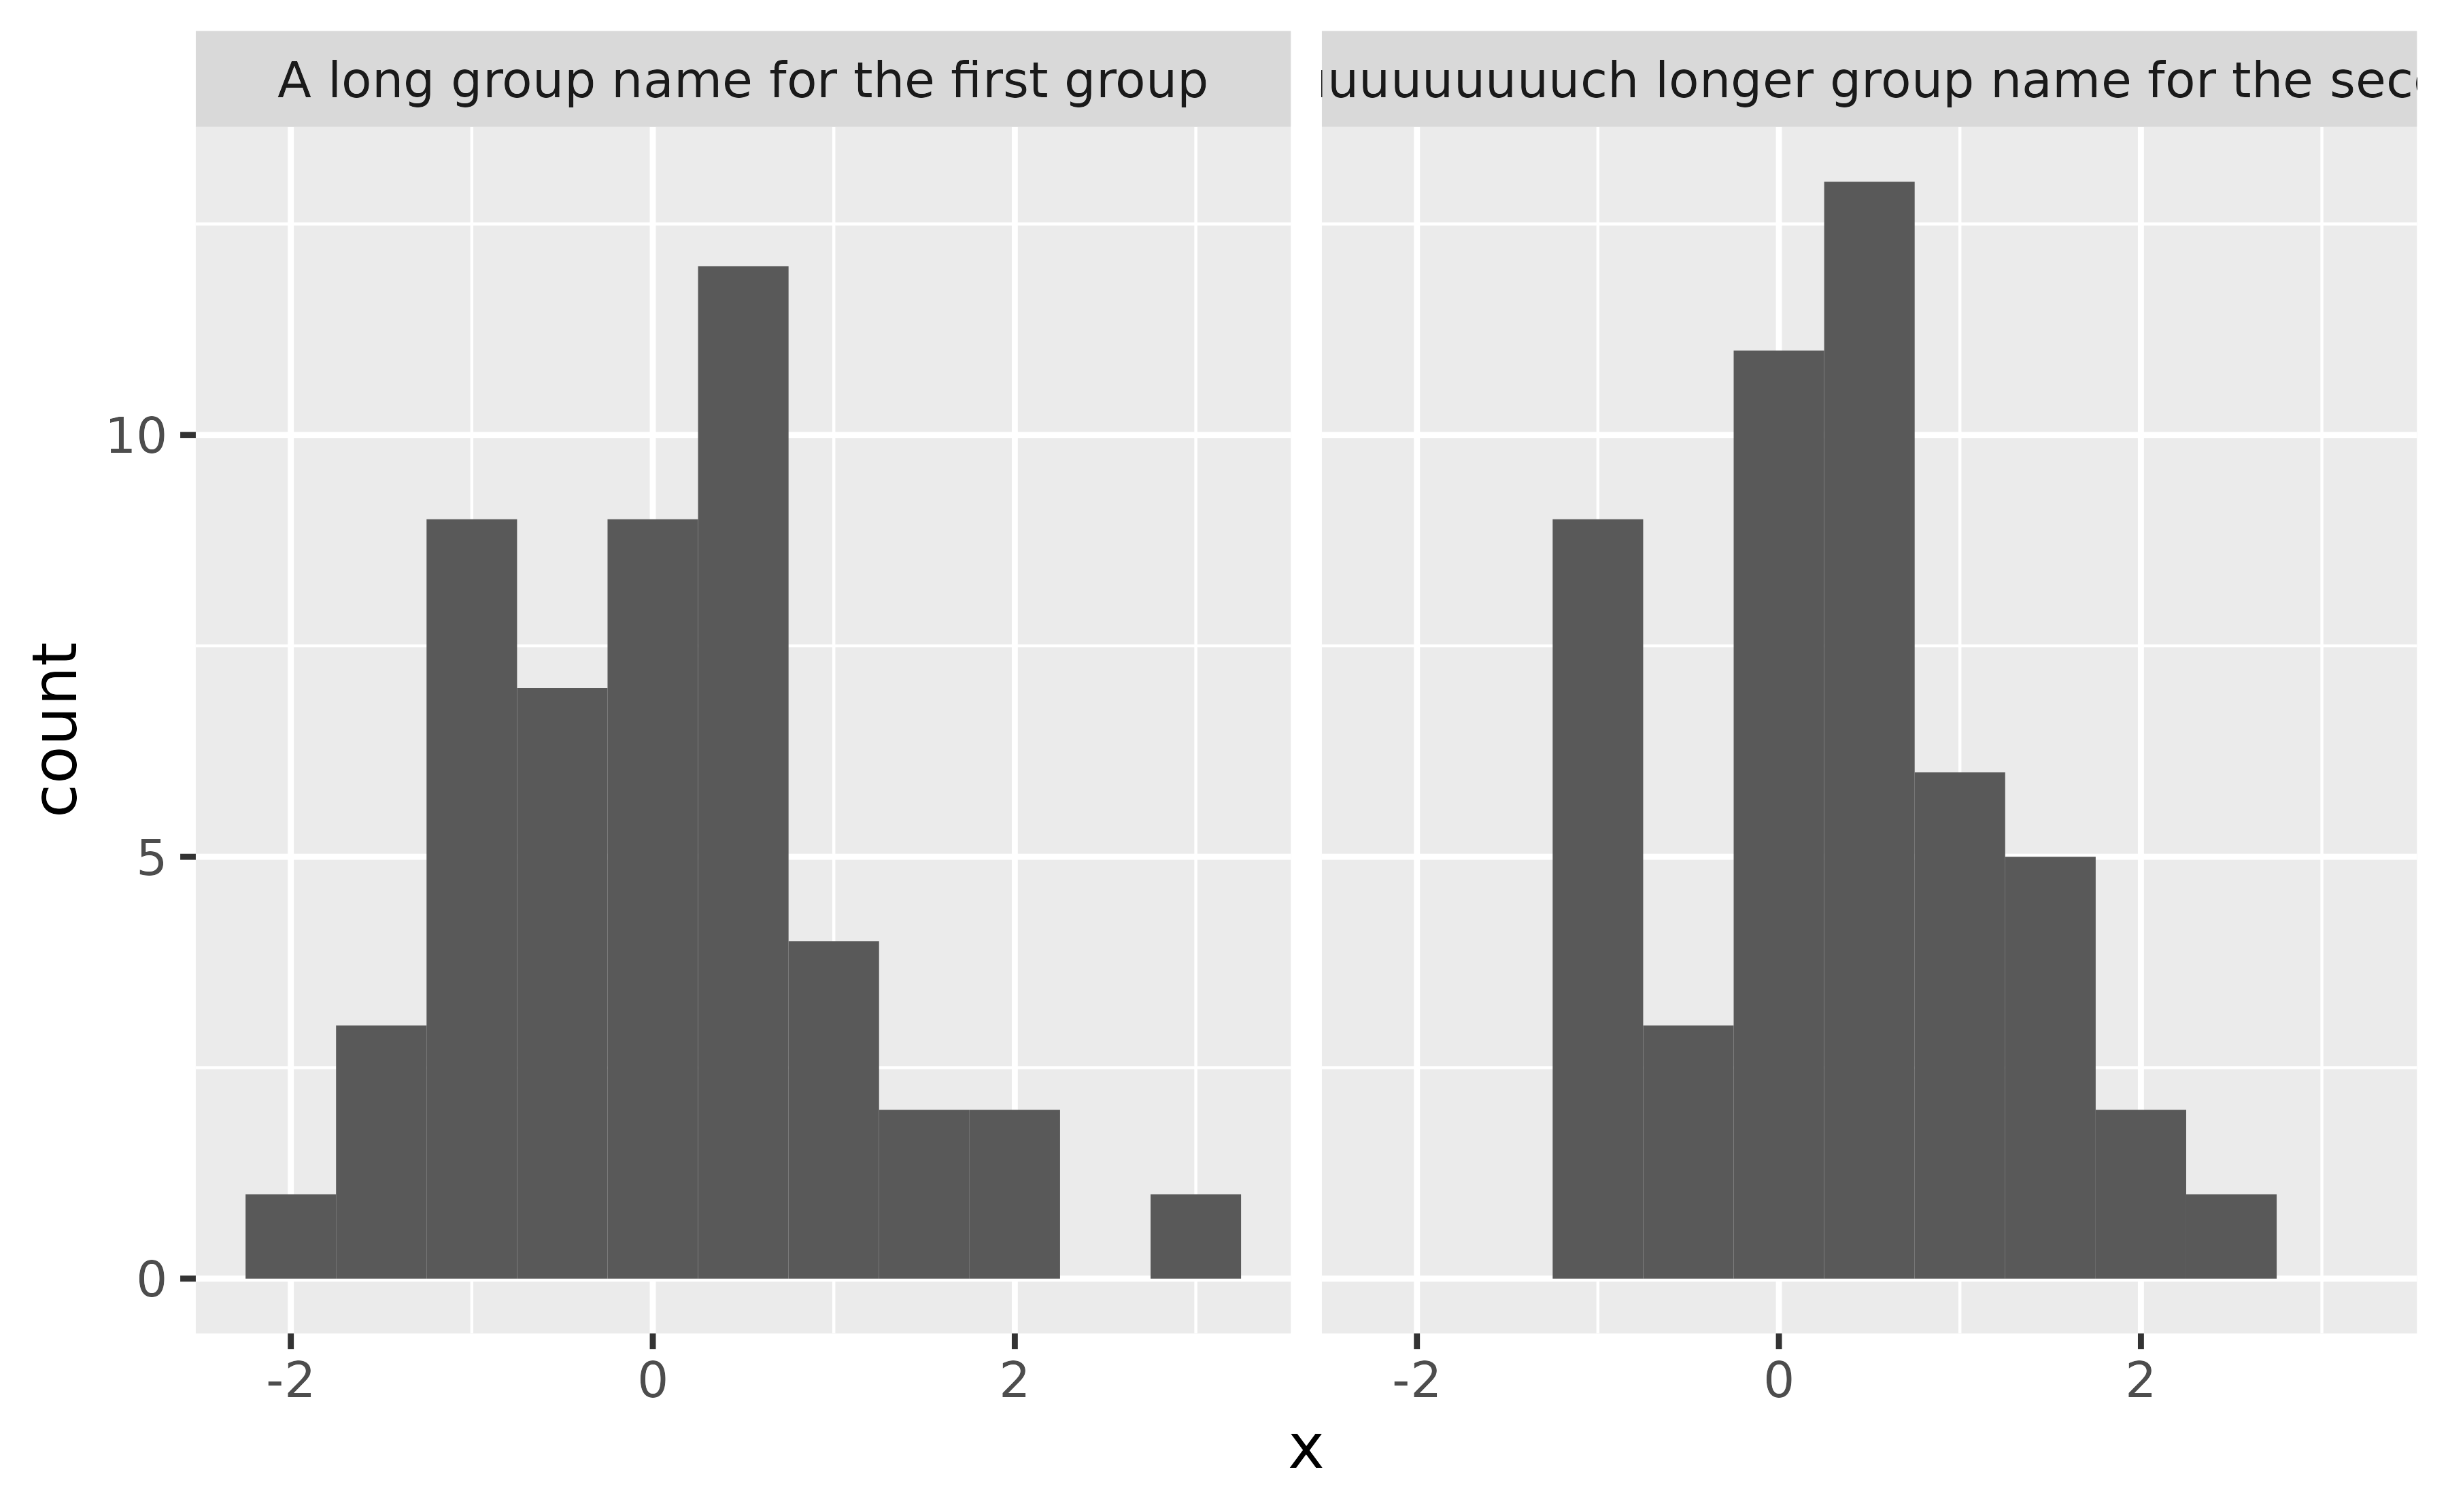 A long group name for the first group
uuuuuuuuuch longer group name for the sec
count
10
5
0
-2 0 2
-2 0 2
x